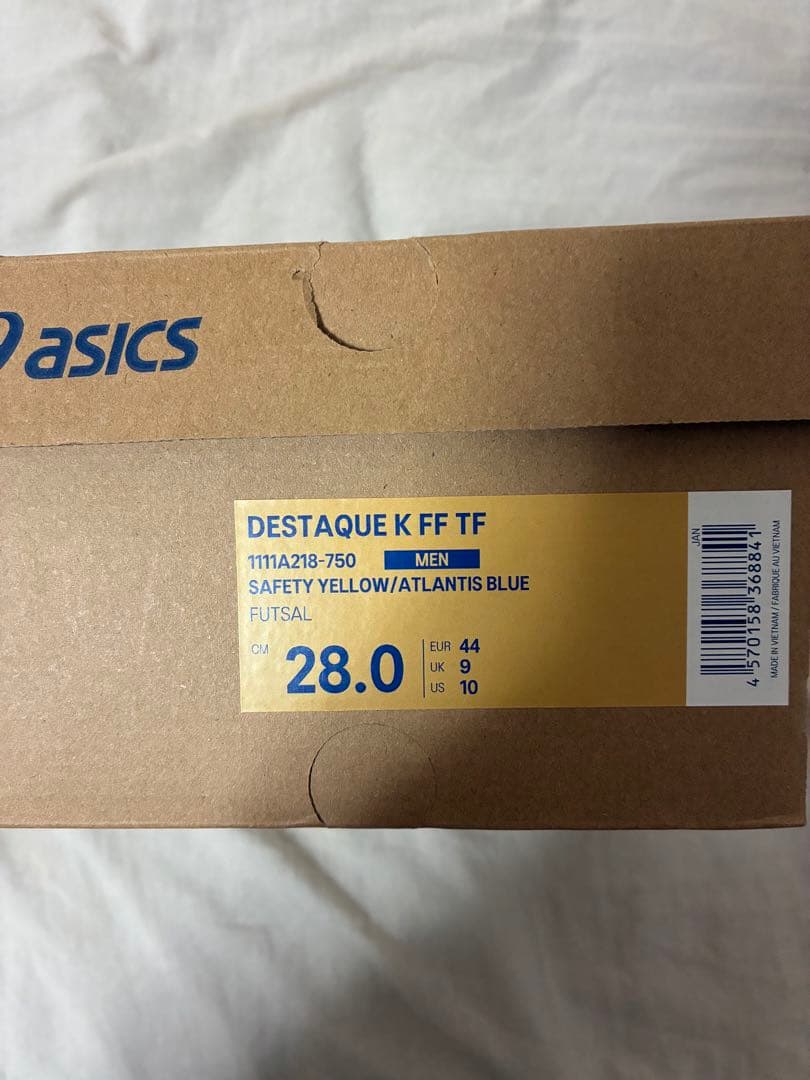 asics
DESTAQUE K FF TF
1111A218-750 MEN
SAFETY YELLOW/ATLANTIS BLUE
FUTSAL
CM 28.0
EUR 44
UK 9
US 10
JAN
4 570158 368841
MADE IN VIETNAM / FABRIQUE AU VIETNAM